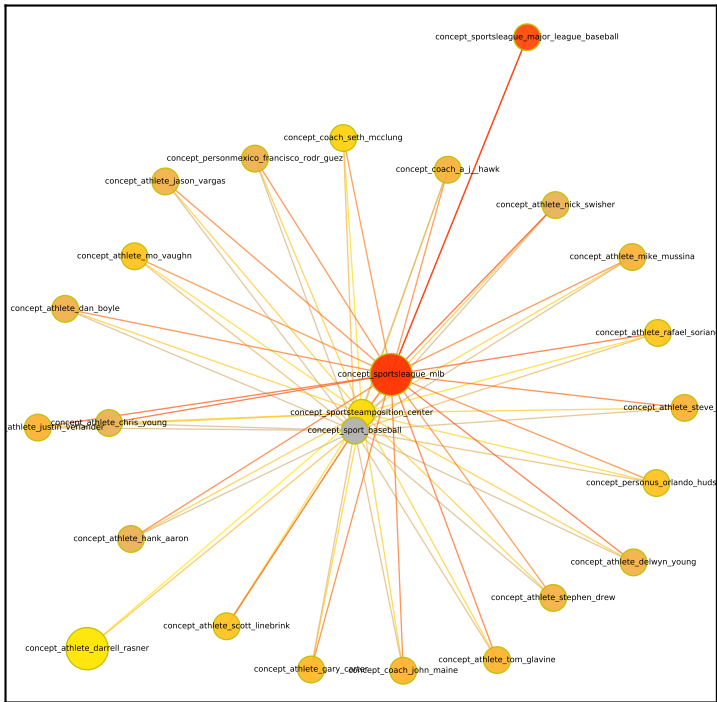 concept_sportsleague_major_league_baseball
concept_coach_seth_mcclung
concept_personmexico_francisco_rodr_guez
concept_coach_a_j__hawk
concept_athlete_jason_vargas
concept_athlete_nick_swisher
concept_athlete_mo_vaughn
concept_athlete_mike_mussina
concept_athlete_dan_boyle
concept_athlete_rafael_sorian
concept_sportsleague_mlb
concept_athlete_steve_
concept_sportsteamposition_center
concept_athlete_chris_young
athlete_justin_verlander
concept_sport_baseball
concept_personus_orlando_huds
concept_athlete_hank_aaron
concept_athlete_delwyn_young
concept_athlete_stephen_drew
concept_athlete_scott_linebrink
concept_athlete_darrell_rasner
concept_athlete_tom_glavine
concept_athlete_gary_carter
concept_coach_john_maine